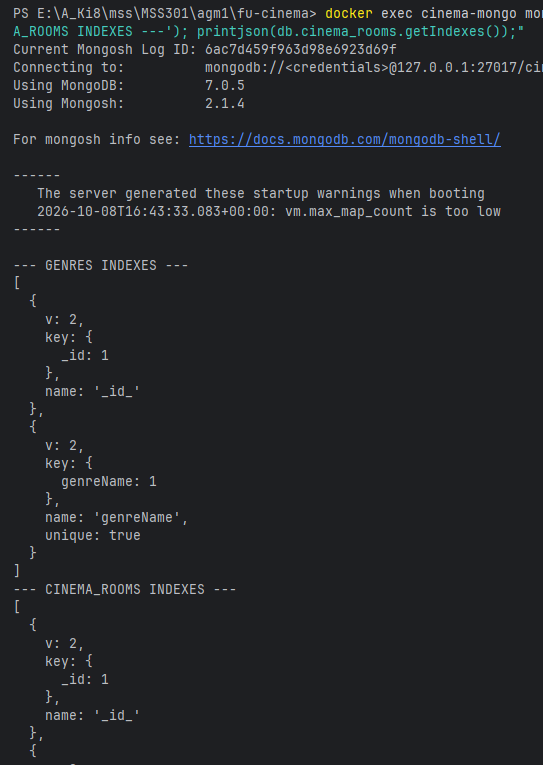 PS E:\A_Ki8\mss\MSS301\agm1\fu-cinema> docker exec cinema-mongo
A_ROOMS INDEXES ---'); printjson(db.cinema_rooms.getIndexes());"
Current Mongosh Log ID: 6ac7d459f963d98e6923d69f
Connecting to:          mongodb://<credentials>@127.0.0.1:27017/
Using MongoDB:          7.0.5
Using Mongosh:          2.1.4
For mongosh info see: https://docs.mongodb.com/mongodb-shell/
------
   The server generated these startup warnings when booting
   2026-10-08T16:43:33.083+00:00: vm.max_map_count is too low
------
--- GENRES INDEXES ---
[
  {
    v: 2,
    key: {
      _id: 1
    },
    name: '_id_'
  },
  {
    v: 2,
    key: {
      genreName: 1
    },
    name: 'genreName',
    unique: true
  }
]
--- CINEMA_ROOMS INDEXES ---
[
  {
    v: 2,
    key: {
      _id: 1
    },
    name: '_id_'
  },
  {